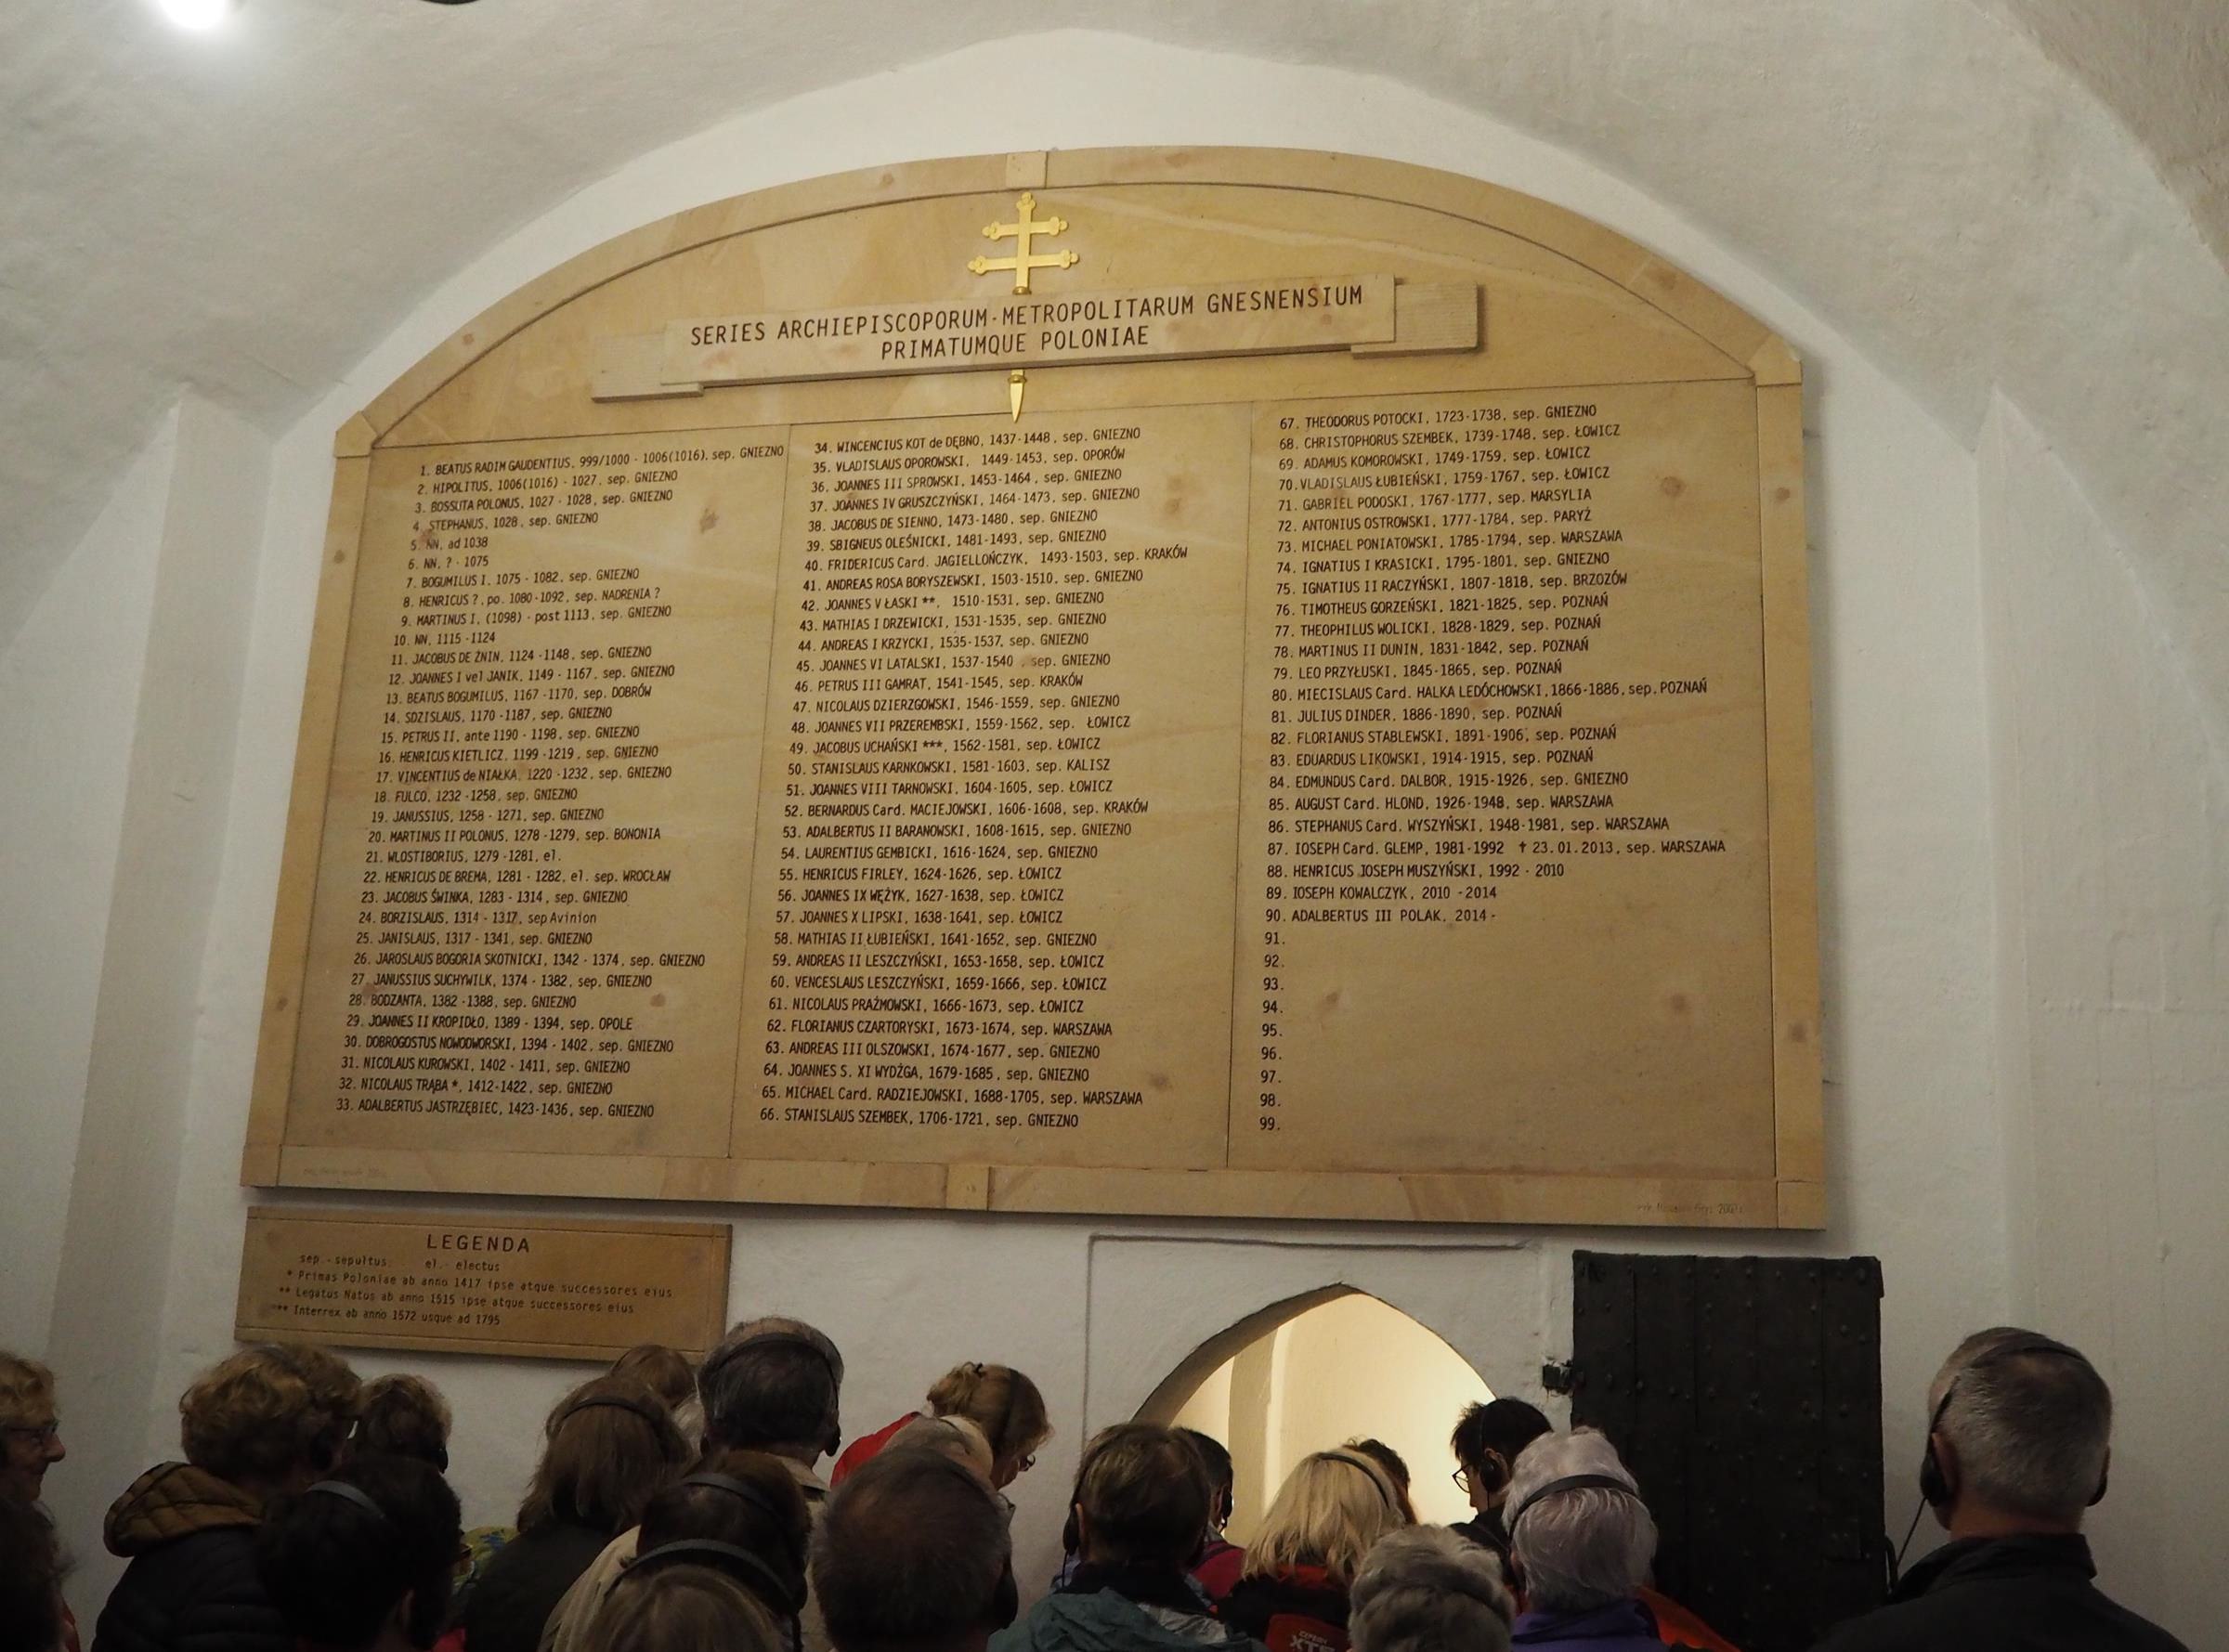 SERIES ARCHIEPISCOPORUM-METROPOLITARUM GNESNENSIUM
PRIMATUMQUE POLONIAE
1. BEATUS RADIM GAUDENTIUS, 999/1000 - 1006(1016), sep. GNIEZNO
2. HIPOLITUS, 1006(1016) - 1027, sep. GNIEZNO
3. BOSSUTA POLONUS, 1027 - 1028, sep. GNIEZNO
4. STEPHANUS, 1028, sep. GNIEZNO
5. NN, ad 1038
6. NN, ? - 1075
7. BOGUMILUS I, 1075 - 1082, sep. GNIEZNO
8. HENRICUS ?, po. 1080-1092, sep. NADRENIA ?
9. MARTINUS I, (1098) - post 1113, sep. GNIEZNO
10. NN, 1115-1124
11. JACOBUS DE ŻNIN, 1124-1148, sep. GNIEZNO
12. JOANNES I vel JANIK, 1149 - 1167, sep. GNIEZNO
13. BEATUS BOGUMILUS, 1167-1170, sep. DOBRÓW
14. SDZISLAUS, 1170-1187, sep. GNIEZNO
15. PETRUS II, ante 1190 - 1198, sep. GNIEZNO
16. HENRICUS KIETLICZ, 1199-1219, sep. GNIEZNO
17. VINCENTIUS de NIAŁKA, 1220-1232, sep. GNIEZNO
18. FULCO, 1232-1258, sep. GNIEZNO
19. JANUSSIUS, 1258 - 1271, sep. GNIEZNO
20. MARTINUS II POLONUS, 1278-1279, sep. BONONIA
21. WLOSTIBORIUS, 1279-1281, el.
22. HENRICUS DE BREMA, 1281 - 1282, el. sep. WROCŁAW
23. JACOBUS ŚWINKA, 1283 - 1314, sep. GNIEZNO
24. BORZISLAUS, 1314 - 1317, sep Avinion
25. JANISLAUS, 1317 - 1341, sep. GNIEZNO
26. JAROSLAUS BOGORIA SKOTNICKI, 1342 - 1374, sep. GNIEZNO
27. JANUSSIUS SUCHYWILK, 1374 - 1382, sep. GNIEZNO
28. BODZANTA, 1382-1388, sep. GNIEZNO
29. JOANNES II KROPIDŁO, 1389 - 1394, sep. OPOLE
30. DOBROGOSTUS NOWODWORSKI, 1394 - 1402, sep. GNIEZNO
31. NICOLAUS KUROWSKI, 1402 - 1411, sep. GNIEZNO
32. NICOLAUS TRĄBA *, 1412-1422, sep. GNIEZNO
33. ADALBERTUS JASTRZĘBIEC, 1423-1436, sep. GNIEZNO
34. WINCENCIUS KOT de DĘBNO, 1437-1448, sep. GNIEZNO
35. VLADISLAUS OPOROWSKI, 1449-1453, sep. OPORÓW
36. JOANNES III SPROWSKI, 1453-1464, sep. GNIEZNO
37. JOANNES IV GRUSZCZYŃSKI, 1464-1473, sep. GNIEZNO
38. JACOBUS DE SIENNO, 1473-1480, sep. GNIEZNO
39. SBIGNEUS OLEŚNICKI, 1481-1493, sep. GNIEZNO
40. FRIDERICUS Card. JAGIELLOŃCZYK, 1493-1503, sep. KRAKÓW
41. ANDREAS ROSA BORYSZEWSKI, 1503-1510, sep. GNIEZNO
42. JOANNES V ŁASKI **, 1510-1531, sep. GNIEZNO
43. MATHIAS I DRZEWICKI, 1531-1535, sep. GNIEZNO
44. ANDREAS I KRZYCKI, 1535-1537, sep. GNIEZNO
45. JOANNES VI LATALSKI, 1537-1540, sep. GNIEZNO
46. PETRUS III GAMRAT, 1541-1545, sep. KRAKÓW
47. NICOLAUS DZIERZGOWSKI, 1546-1559, sep. GNIEZNO
48. JOANNES VII PRZEREMBSKI, 1559-1562, sep. ŁOWICZ
49. JACOBUS UCHAŃSKI ***, 1562-1581, sep. ŁOWICZ
50. STANISLAUS KARNKOWSKI, 1581-1603, sep. KALISZ
51. JOANNES VIII TARNOWSKI, 1604-1605, sep. ŁOWICZ
52. BERNARDUS Card. MACIEJOWSKI, 1606-1608, sep. KRAKÓW
53. ADALBERTUS II BARANOWSKI, 1608-1615, sep. GNIEZNO
54. LAURENTIUS GEMBICKI, 1616-1624, sep. GNIEZNO
55. HENRICUS FIRLEY, 1624-1626, sep. ŁOWICZ
56. JOANNES IX WĘŻYK, 1627-1638, sep. ŁOWICZ
57. JOANNES X LIPSKI, 1638-1641, sep. ŁOWICZ
58. MATHIAS II ŁUBIEŃSKI, 1641-1652, sep. GNIEZNO
59. ANDREAS II LESZCZYŃSKI, 1653-1658, sep. ŁOWICZ
60. VENCESLAUS LESZCZYŃSKI, 1659-1666, sep. ŁOWICZ
61. NICOLAUS PRAŻMOWSKI, 1666-1673, sep. ŁOWICZ
62. FLORIANUS CZARTORYSKI, 1673-1674, sep. WARSZAWA
63. ANDREAS III OLSZOWSKI, 1674-1677, sep. GNIEZNO
64. JOANNES S. XI WYDŻGA, 1679-1685, sep. GNIEZNO
65. MICHAEL Card. RADZIEJOWSKI, 1688-1705, sep. WARSZAWA
66. STANISLAUS SZEMBEK, 1706-1721, sep. GNIEZNO
67. THEODORUS POTOCKI, 1723-1738, sep. GNIEZNO
68. CHRISTOPHORUS SZEMBEK, 1739-1748, sep. ŁOWICZ
69. ADAMUS KOMOROWSKI, 1749-1759, sep. ŁOWICZ
70. VLADISLAUS ŁUBIEŃSKI, 1759-1767, sep. ŁOWICZ
71. GABRIEL PODOSKI, 1767-1777, sep. MARSYLIA
72. ANTONIUS OSTROWSKI, 1777-1784, sep. PARYŻ
73. MICHAEL PONIATOWSKI, 1785-1794, sep. WARSZAWA
74. IGNATIUS I KRASICKI, 1795-1801, sep. GNIEZNO
75. IGNATIUS II RACZYŃSKI, 1807-1818, sep. BRZOZÓW
76. TIMOTHEUS GORZEŃSKI, 1821-1825, sep. POZNAŃ
77. THEOPHILUS WOLICKI, 1828-1829, sep. POZNAŃ
78. MARTINUS II DUNIN, 1831-1842, sep. POZNAŃ
79. LEO PRZYŁUSKI, 1845-1865, sep. POZNAŃ
80. MIECISLAUS Card. HALKA LEDÓCHOWSKI, 1866-1886, sep. POZNAŃ
81. JULIUS DINDER, 1886-1890, sep. POZNAŃ
82. FLORIANUS STABLEWSKI, 1891-1906, sep. POZNAŃ
83. EDUARDUS LIKOWSKI, 1914-1915, sep. POZNAŃ
84. EDMUNDUS Card. DALBOR, 1915-1926, sep. GNIEZNO
85. AUGUST Card. HLOND, 1926-1948, sep. WARSZAWA
86. STEPHANUS Card. WYSZYŃSKI, 1948-1981, sep. WARSZAWA
87. IOSEPH Card. GLEMP, 1981-1992 † 23.01.2013, sep. WARSZAWA
88. HENRICUS JOSEPH MUSZYŃSKI, 1992 - 2010
89. IOSEPH KOWALCZYK, 2010 -2014
90. ADALBERTUS III POLAK, 2014-
91.
92.
93.
94.
95.
96.
97.
98.
99.
LEGENDA
sep.-sepultus. el.- electus
* Primas Poloniae ab anno 1417 ipse atque successores eius
** Legatus Natus ab anno 1515 ipse atque successores eius
*** Interrex ab anno 1572 usque ad 1795